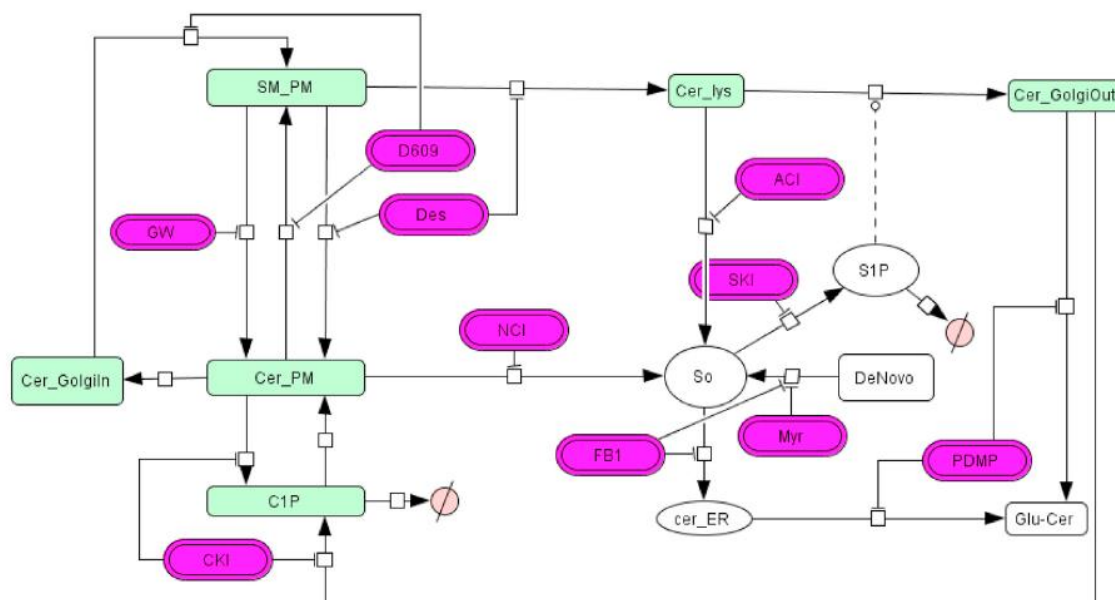 SM_PM
Cer_lys
Cer_GolgiOut
D609
ACI
Des
GW
SKI
S1P
NCI
Cer_GolgiIn
Cer_PM
So
DeNovo
Myr
FB1
PDMP
C1P
cer_ER
Glu-Cer
CKI